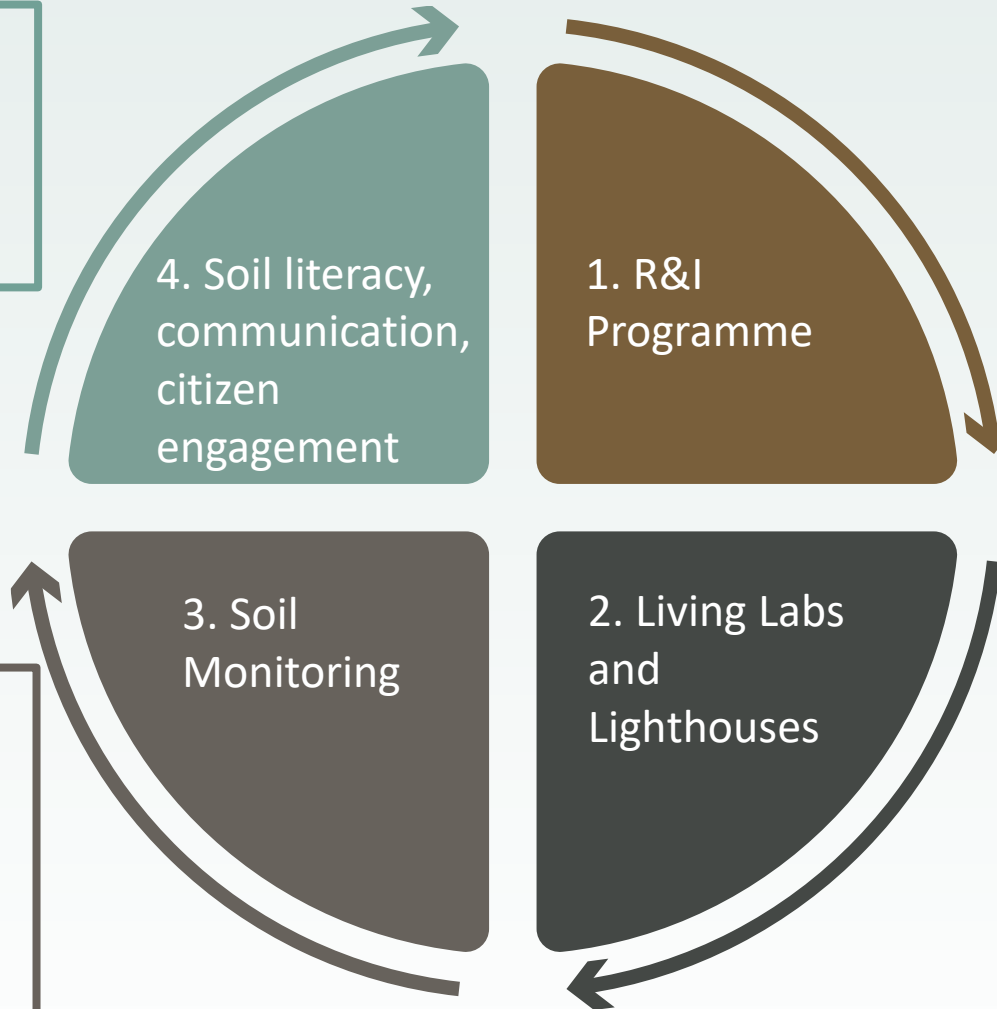 4. Soil literacy,
communication,
citizen
engagement
1. R&I
Programme
3. Soil
Monitoring
2. Living Labs
and
Lighthouses